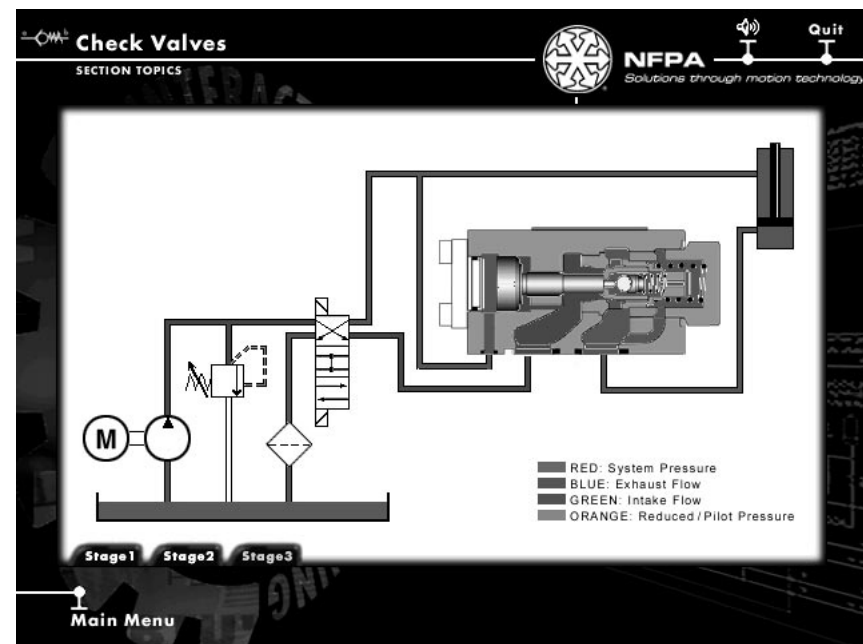 Check Valves
Quit
SECTION TOPICS
NFPA
Solutions through motion technology
M
RED: System Pressure
BLUE: Exhaust Flow
GREEN: Intake Flow
ORANGE: Reduced / Pilot Pressure
Stage1 Stage2 Stage3
Main Menu